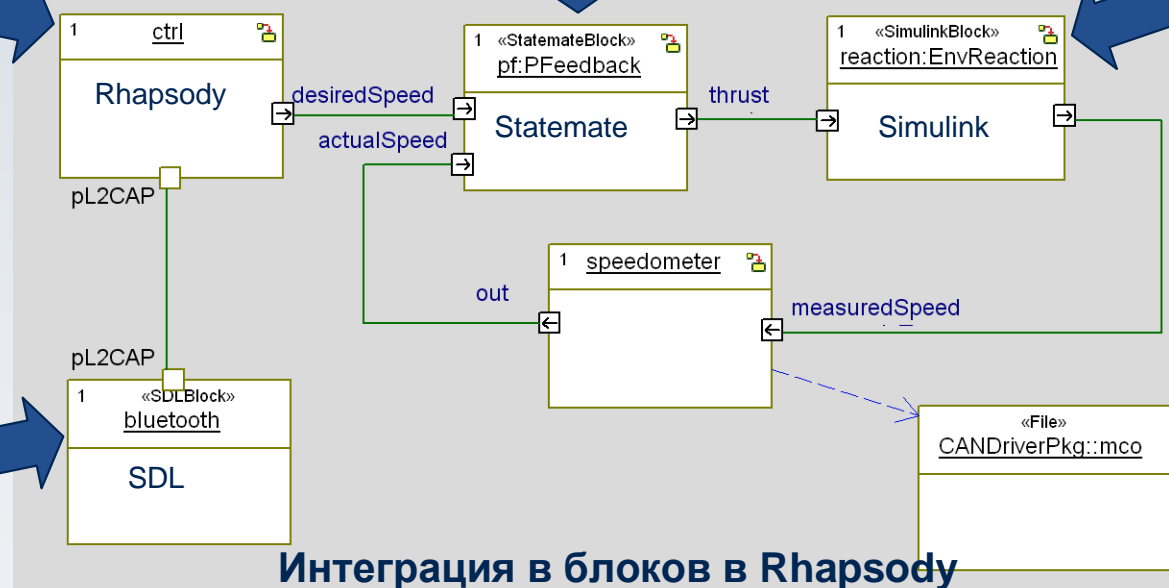 1 ctrl
Rhapsody
desiredSpeed
actualSpeed
pL2CAP
1 «StatemateBlock»
pf:PFeedback
Statemate
thrust
1 «SimulinkBlock»
reaction:EnvReaction
Simulink
1 speedometer
out
measuredSpeed
pL2CAP
1 «SDLBlock»
bluetooth
SDL
«File»
CANDriverPkg::mco
Интеграция в блоков в Rhapsody